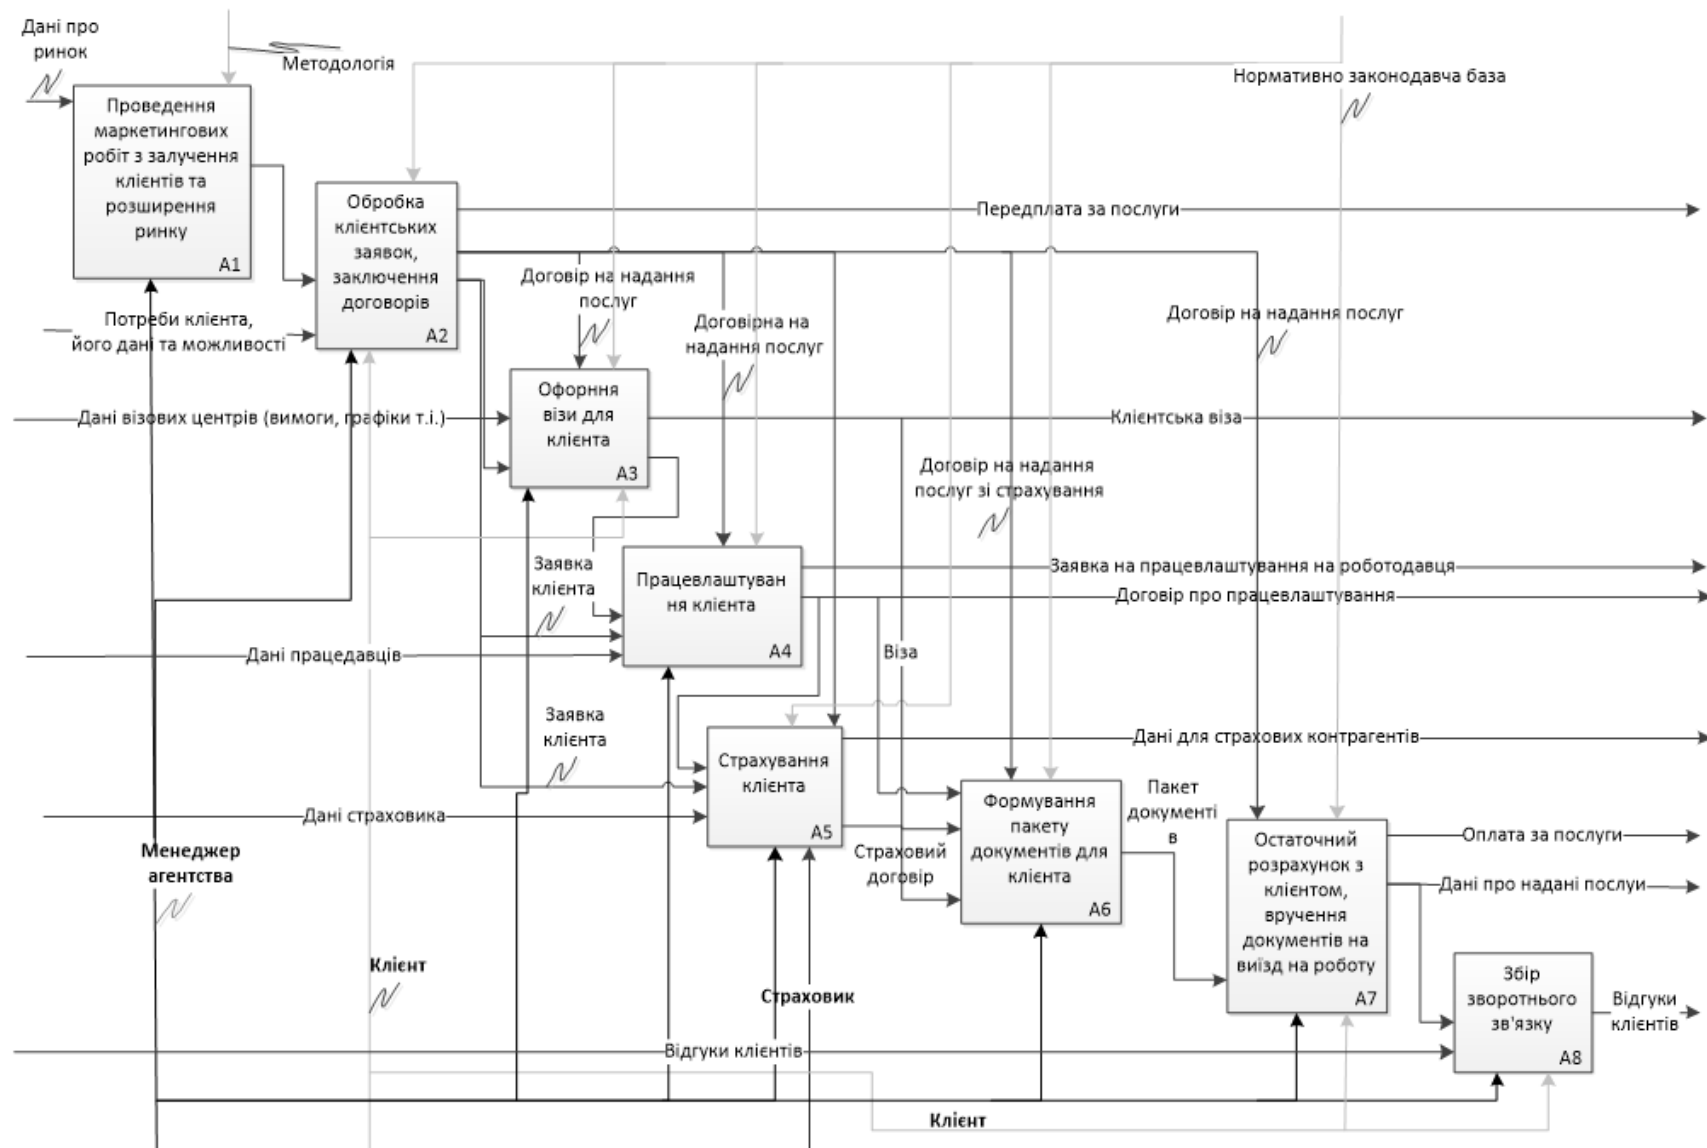 Дані про
ринок
Методологія
Нормативно законодавча база
Проведення
маркетингових
робіт з залучення
клієнтів та
розширення
ринку
A1
Обробка
клієнтських
заявок,
заключення
договорів
A2
Передплата за послуги
Договір на надання
послуг
Договірна на
надання послуг
Договір на надання послуг
Потреби клієнта,
його дані та можливості
Офорння
візи для
клієнта
A3
Дані візових центрів (вимоги, графіки т.і.)
Клієнтська віза
Договір на надання
послуг зі страхування
Заявка
клієнта
Працевлаштуван
ня клієнта
A4
Заявка на працевлаштування на роботодавця
Договір про працевлаштування
Дані працедавців
Віза
Заявка
клієнта
Страхування
клієнта
A5
Дані для страхових контрагентів
Дані страховика
Формування
пакету
документів для
клієнта
A6
Пакет
документі
в
Страховий
договір
Менеджер
агентства
Остаточний
розрахунок з
клієнтом,
вручення
документів на
виїзд на роботу
A7
Оплата за послуги
Дані про надані послуи
Клієнт
Страховик
Збір
зворотнього
зв'язку
A8
Відгуки
клієнтів
Відгуки клієнтів
Клієнт